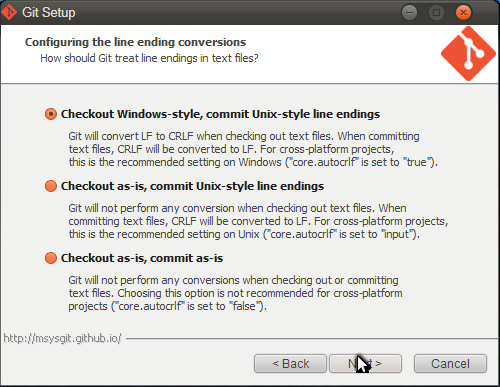 Git Setup
Configuring the line ending conversions
How should Git treat line endings in text files?
Checkout Windows-style, commit Unix-style line endings
Git will convert LF to CRLF when checking out text files. When committing
text files, CRLF will be converted to LF. For cross-platform projects,
this is the recommended setting on Windows ("core.autocrlf" is set to "true").
Checkout as-is, commit Unix-style line endings
Git will not perform any conversion when checking out text files. When
committing text files, CRLF will be converted to LF. For cross-platform projects,
this is the recommended setting on Unix ("core.autocrlf" is set to "input").
Checkout as-is, commit as-is
Git will not perform any conversions when checking out or committing
text files. Choosing this option is not recommended for cross-platform
projects ("core.autocrlf" is set to "false").
http://msysgit.github.io/
< Back
Next >
Cancel